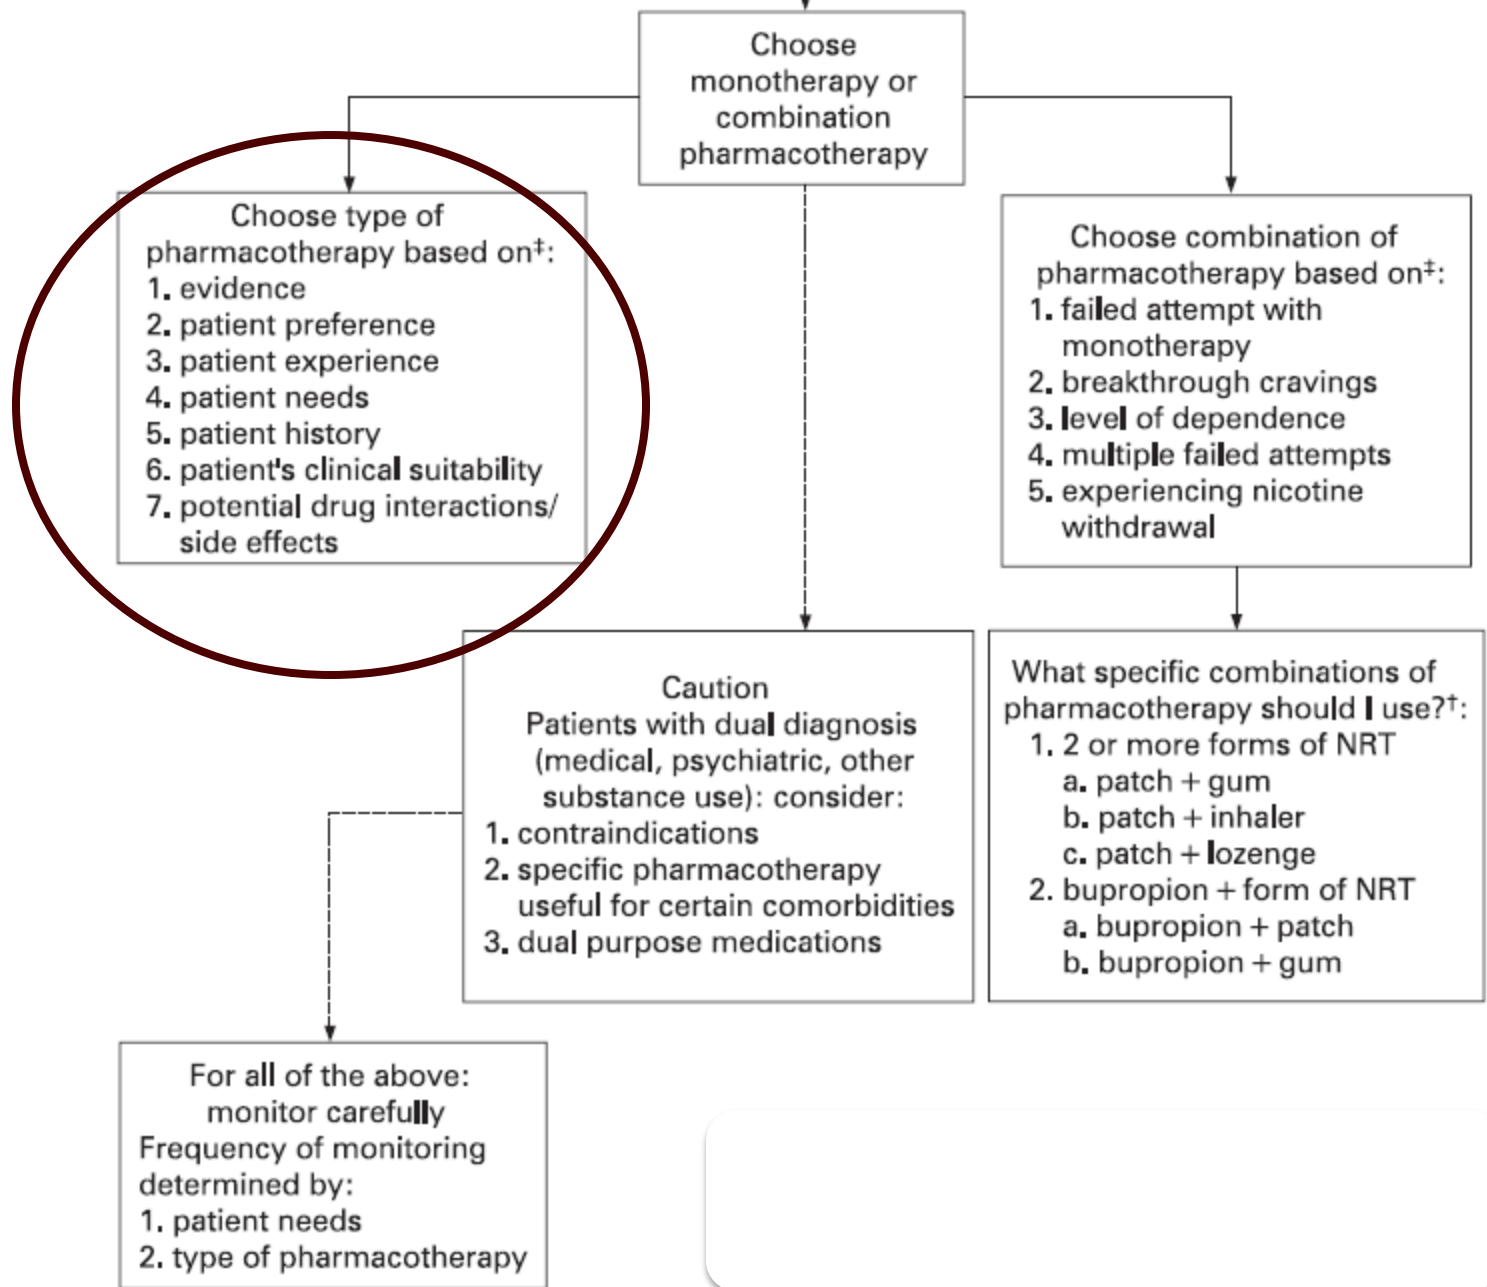 Choose
monotherapy or
combination
pharmacotherapy
Choose type of
pharmacotherapy based on‡:
1. evidence
2. patient preference
3. patient experience
4. patient needs
5. patient history
6. patient's clinical suitability
7. potential drug interactions/
side effects
Choose combination of
pharmacotherapy based on‡:
1. failed attempt with
monotherapy
2. breakthrough cravings
3. level of dependence
4. multiple failed attempts
5. experiencing nicotine
withdrawal
Caution
Patients with dual diagnosis
(medical, psychiatric, other
substance use): consider:
1. contraindications
2. specific pharmacotherapy
useful for certain comorbidities
3. dual purpose medications
What specific combinations of
pharmacotherapy should I use?†:
1. 2 or more forms of NRT
a. patch + gum
b. patch + inhaler
c. patch + lozenge
2. bupropion + form of NRT
a. bupropion + patch
b. bupropion + gum
For all of the above:
monitor carefully
Frequency of monitoring
determined by:
1. patient needs
2. type of pharmacotherapy